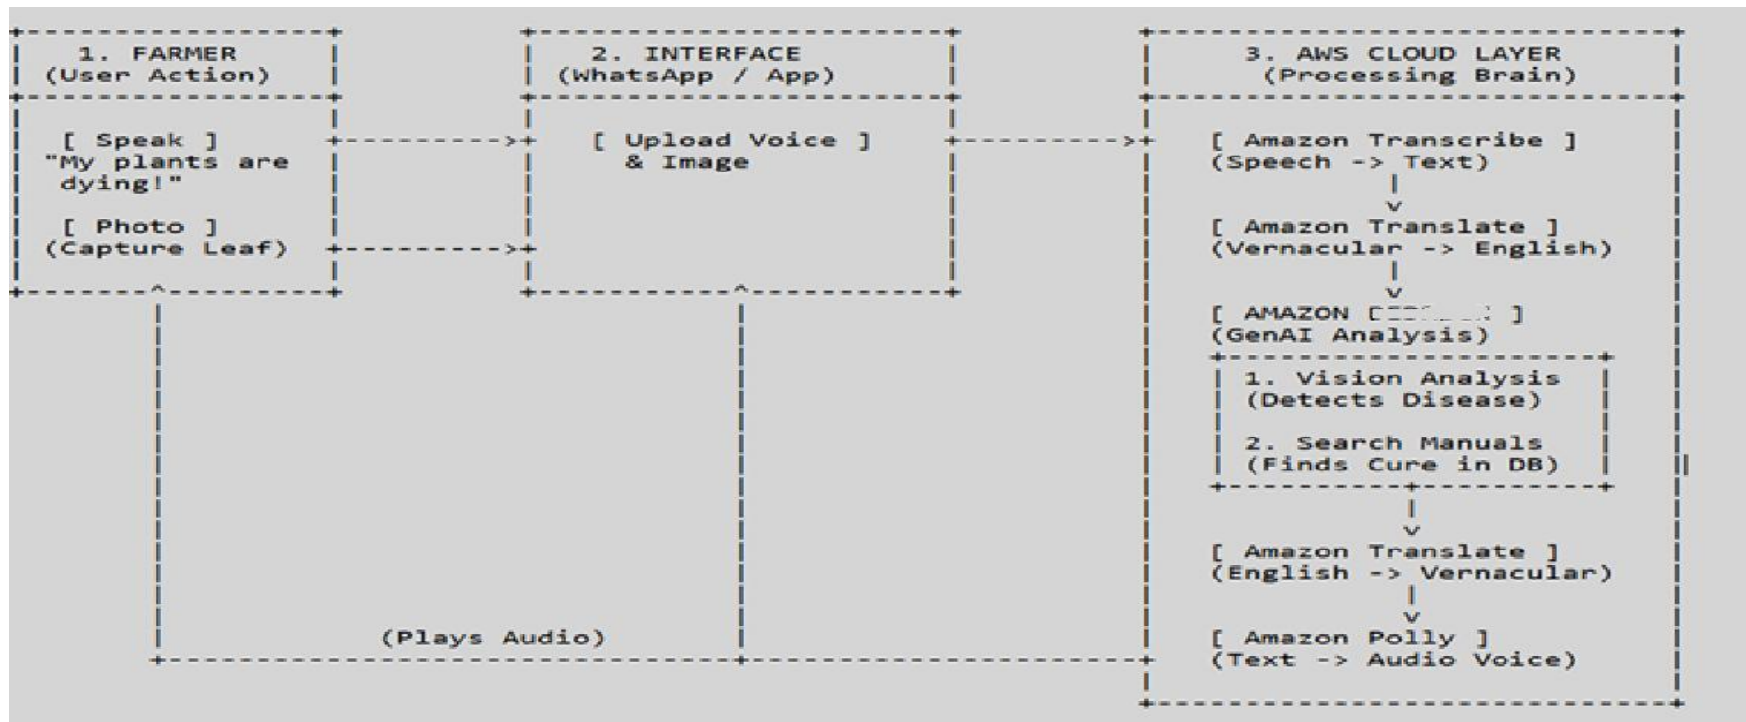 1. FARMER
(User Action)
[ Speak ]
"My plants are
dying!"
[ Photo ]
(Capture Leaf)
2. INTERFACE
(WhatsApp / App)
[ Upload Voice ]
& Image
3. AWS CLOUD LAYER
(Processing Brain)
[ Amazon Transcribe ]
(Speech -> Text)
[ Amazon Translate ]
(Vernacular -> English)
[ AMAZON ]
(GenAI Analysis)
1. Vision Analysis
(Detects Disease)
2. Search Manuals
(Finds Cure in DB)
[ Amazon Translate ]
(English -> Vernacular)
[ Amazon Polly ]
(Text -> Audio Voice)
(Plays Audio)